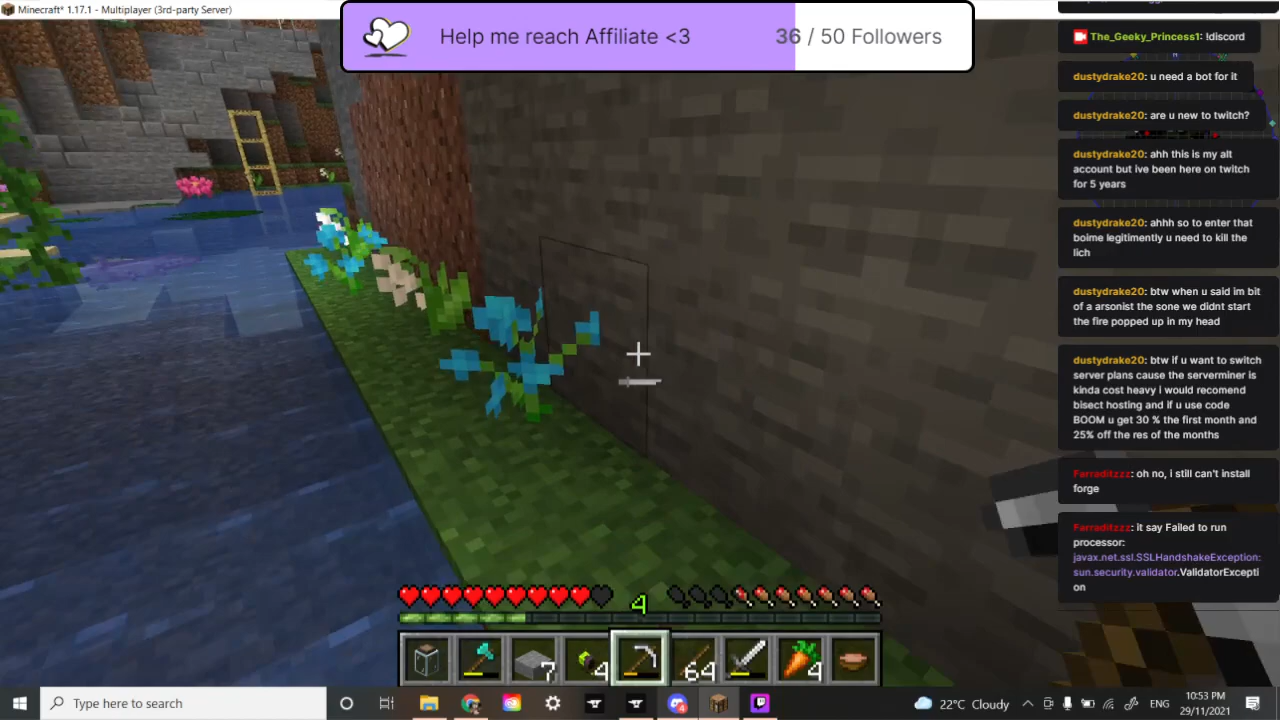 Minecraft* 1.17.1 - Multiplayer (3rd-party Server)
Help me reach Affiliate <3
36 / 50 Followers
The_Geeky_Princess1: !discord
dustydrake20: u need a bot for it
dustydrake20: are u new to twitch?
dustydrake20: ahh this is my alt
account but ive been here on twitch
for 5 years
dustydrake20: ahhh so to enter that
boime legitimently u need to kill the
lich
dustydrake20: btw when u said im bit
of a arsonist the sone we didnt start
the fire popped up in my head
dustydrake20: btw if u want to switch
server plans cause the serverminer is
kinda cost heavy i would recomend
bisect hosting and if u use code
BOOM u get 30 % the first month and
25% off the res of the months
Farraditzzz: oh no, i still can't install
forge
Farraditzzz: it say Failed to run
processor:
javax.net.ssl.SSLHandshakeException:
sun.security.validator.ValidatorExcepti
on
4
7
4
64
4
Type here to search
22°C Cloudy
ENG
10:53 PM
29/11/2021